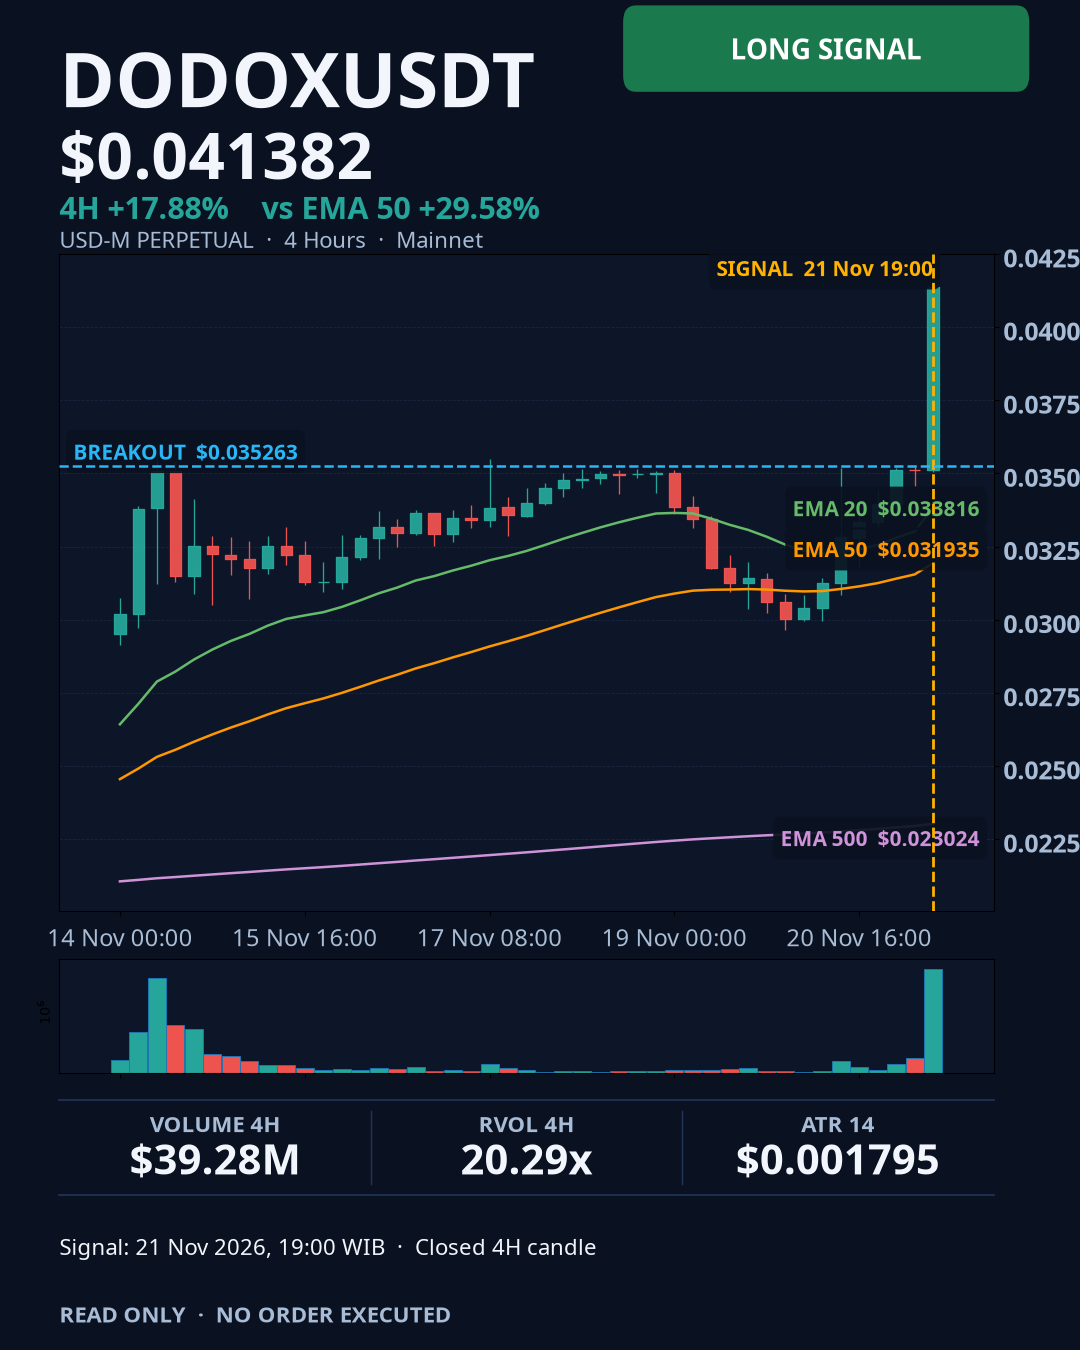 LONG SIGNAL
DODOXUSDT
$0.041382
4H +17.88% vs EMA 50 +29.58%
USD-M PERPETUAL · 4 Hours · Mainnet
SIGNAL 21 Nov 19:00
0.0425
0.0400
0.0375
BREAKOUT $0.035263
0.0350
EMA 20 $0.033816
EMA 50 $0.031935
0.0325
0.0300
0.0275
0.0250
EMA 500 $0.023024
0.0225
14 Nov 00:00 15 Nov 16:00 17 Nov 08:00 19 Nov 00:00 20 Nov 16:00
10⁶
VOLUME 4H RVOL 4H ATR 14
$39.28M 20.29x $0.001795
Signal: 21 Nov 2026, 19:00 WIB · Closed 4H candle
READ ONLY · NO ORDER EXECUTED